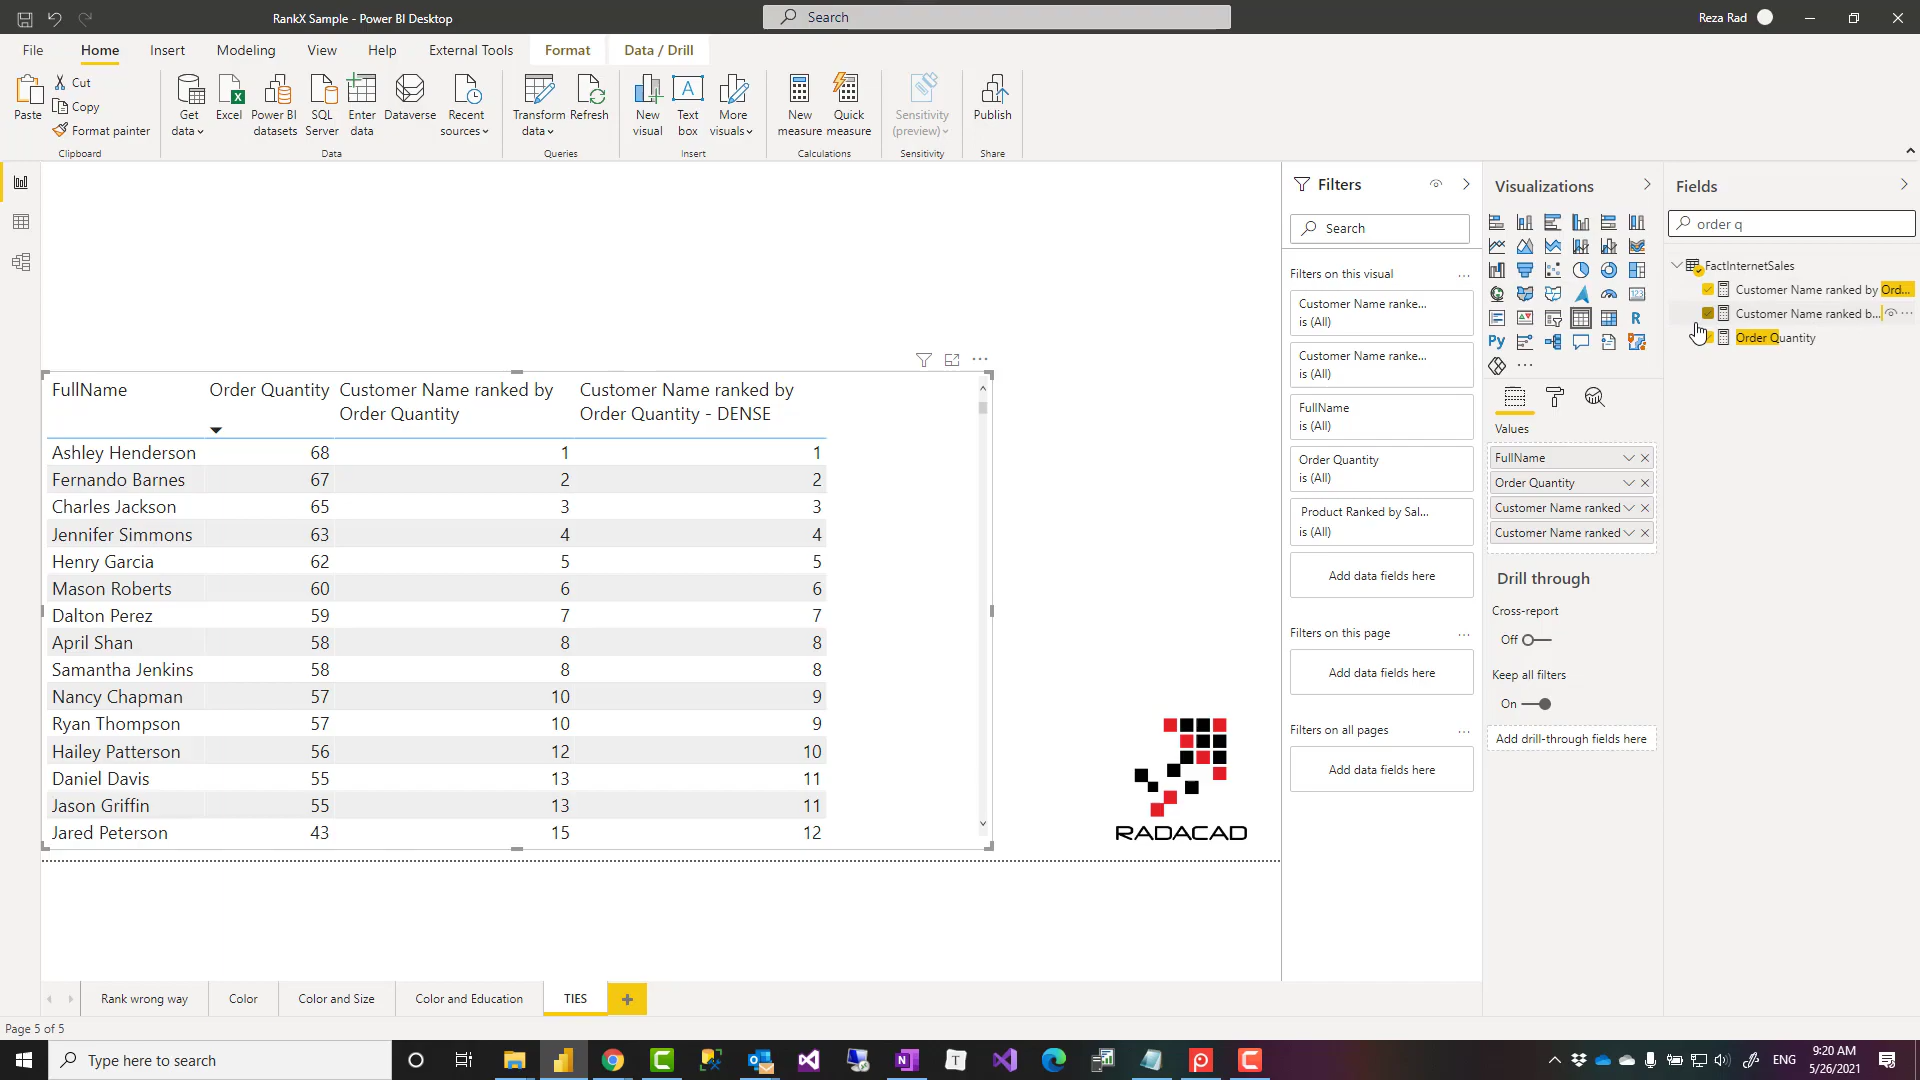 RankX Sample - Power BI Desktop
Search
Reza Rad
File Home Insert Modeling View Help External Tools Format Data / Drill
Paste
Cut
Copy
Format painter
Clipboard
Get data
Excel
Power BI datasets
SQL Server
Enter data
Dataverse
Recent sources
Data
Transform data
Refresh
Queries
New visual
Text box
More visuals
Insert
New measure
Quick measure
Calculations
Sensitivity (preview)
Sensitivity
Publish
Share
FullName Order Quantity Customer Name ranked by Order Quantity Customer Name ranked by Order Quantity - DENSE
Ashley Henderson 68 1 1
Fernando Barnes 67 2 2
Charles Jackson 65 3 3
Jennifer Simmons 63 4 4
Henry Garcia 62 5 5
Mason Roberts 60 6 6
Dalton Perez 59 7 7
April Shan 58 8 8
Samantha Jenkins 58 8 8
Nancy Chapman 57 10 9
Ryan Thompson 57 10 9
Hailey Patterson 56 12 10
Daniel Davis 55 13 11
Jason Griffin 55 13 11
Jared Peterson 43 15 12
RADACAD
Filters
Search
Filters on this visual
Customer Name ranke...
is (All)
Customer Name ranke...
is (All)
FullName
is (All)
Order Quantity
is (All)
Product Ranked by Sal...
is (All)
Add data fields here
Filters on this page
Add data fields here
Filters on all pages
Add data fields here
Visualizations
Py
R
123
Values
FullName
Order Quantity
Customer Name ranked
Customer Name ranked
Drill through
Cross-report
Off
Keep all filters
On
Add drill-through fields here
Fields
order q
FactInternetSales
Customer Name ranked by Ord...
Customer Name ranked b...
Order Quantity
Rank wrong way Color Color and Size Color and Education TIES
Page 5 of 5
Type here to search
ENG
9:20 AM
5/26/2021